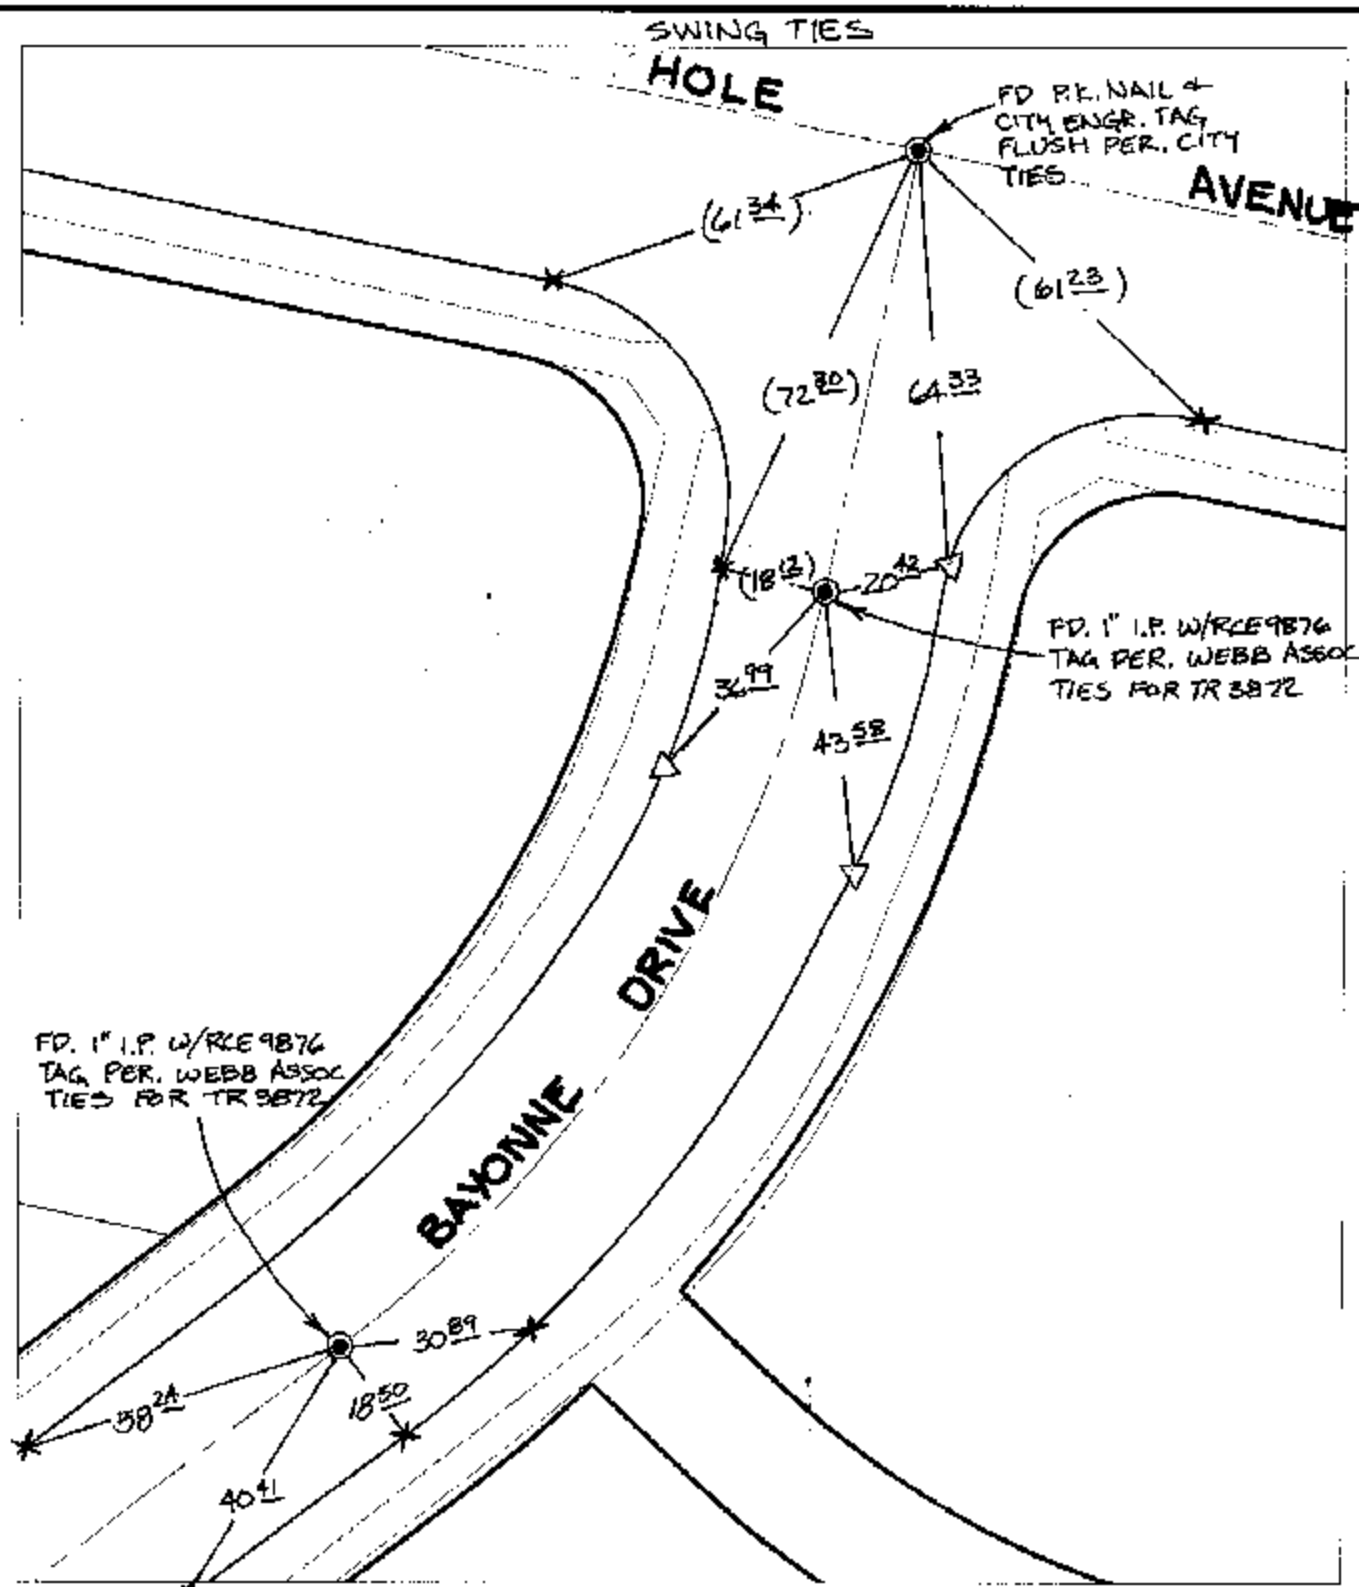 SWING TIES
HOLE
FD P.K. NAIL &
CITY ENGR. TAG
FLUSH PER. CITY
TIES
AVENUE
(61 34)
(61 23)
(72 80)
64 33
(18 12)
20 42
FD. 1" I.P. W/RCE 9876
TAG PER. WEBB ASSOC
TIES FOR TR 3872
36 99
43 58
DRIVE
FD. 1" I.P. W/RCE 9876
TAG PER. WEBB ASSOC
TIES FOR TR 3872
BAYONNE
30 89
18 50
38 24
40 41